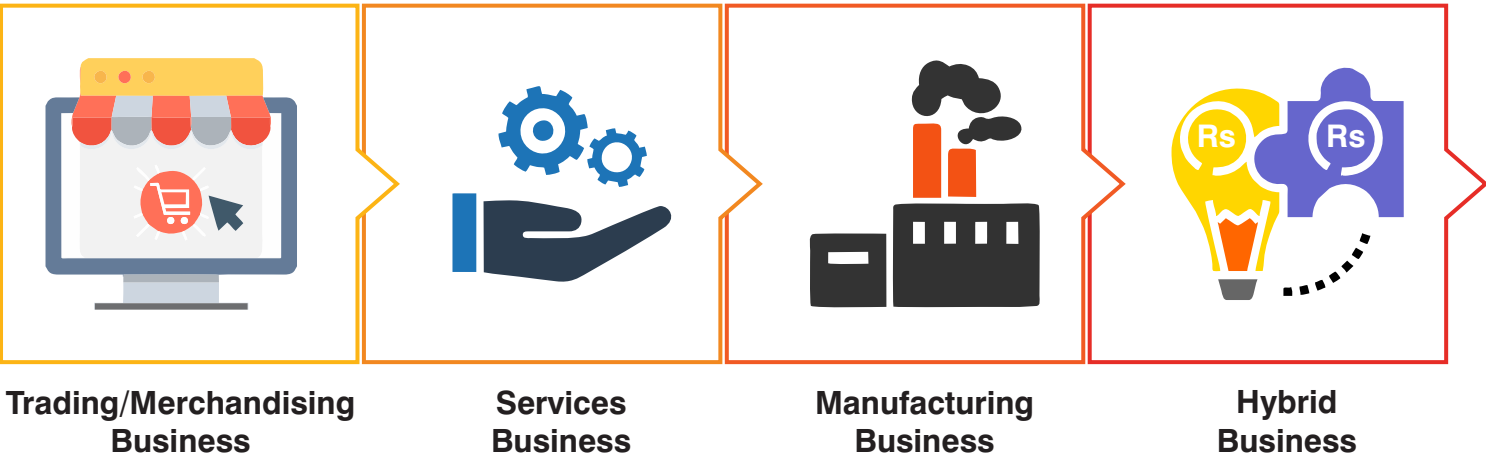 Rs
Rs
Trading/Merchandising
Business
Services
Business
Manufacturing
Business
Hybrid
Business